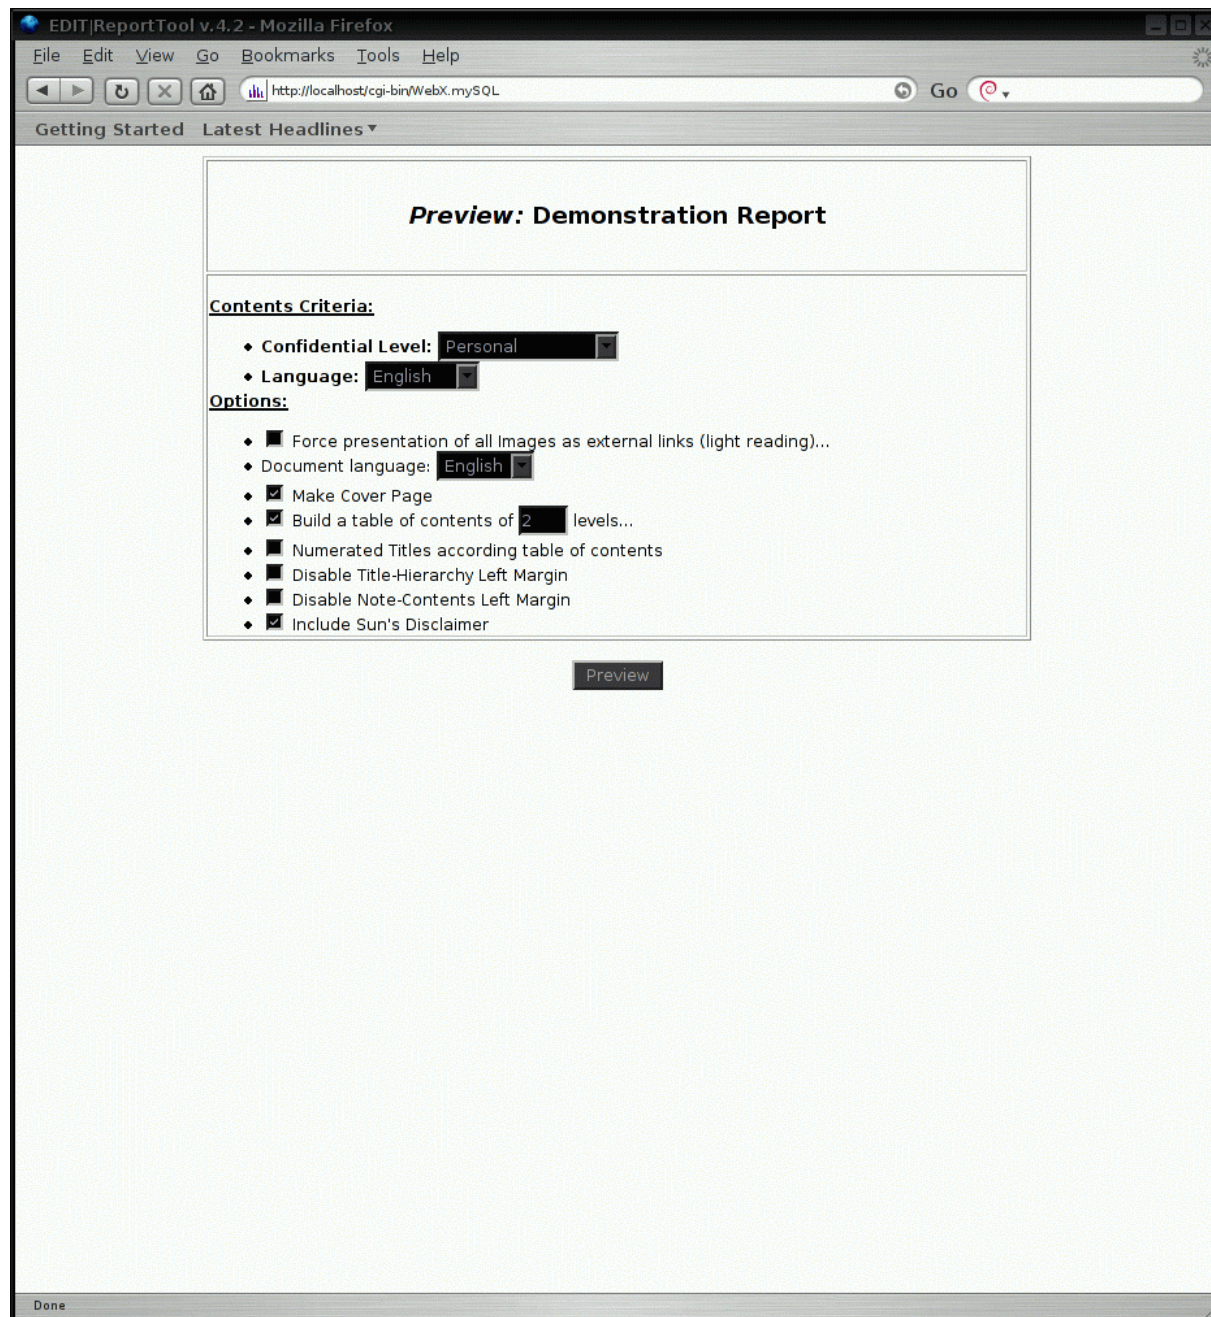 EDIT|ReportTool v.4.2 - Mozilla Firefox
File Edit View Go Bookmarks Tools Help
http://localhost/cgi-bin/WebX.mySQL Go
Getting Started Latest Headlines
Preview: Demonstration Report
Contents Criteria:
Confidential Level: Personal
Language: English
Options:
Force presentation of all Images as external links (light reading)...
Document language: English
Make Cover Page
Build a table of contents of 2 levels...
Numerated Titles according table of contents
Disable Title-Hierarchy Left Margin
Disable Note-Contents Left Margin
Include Sun's Disclaimer
Preview
Done